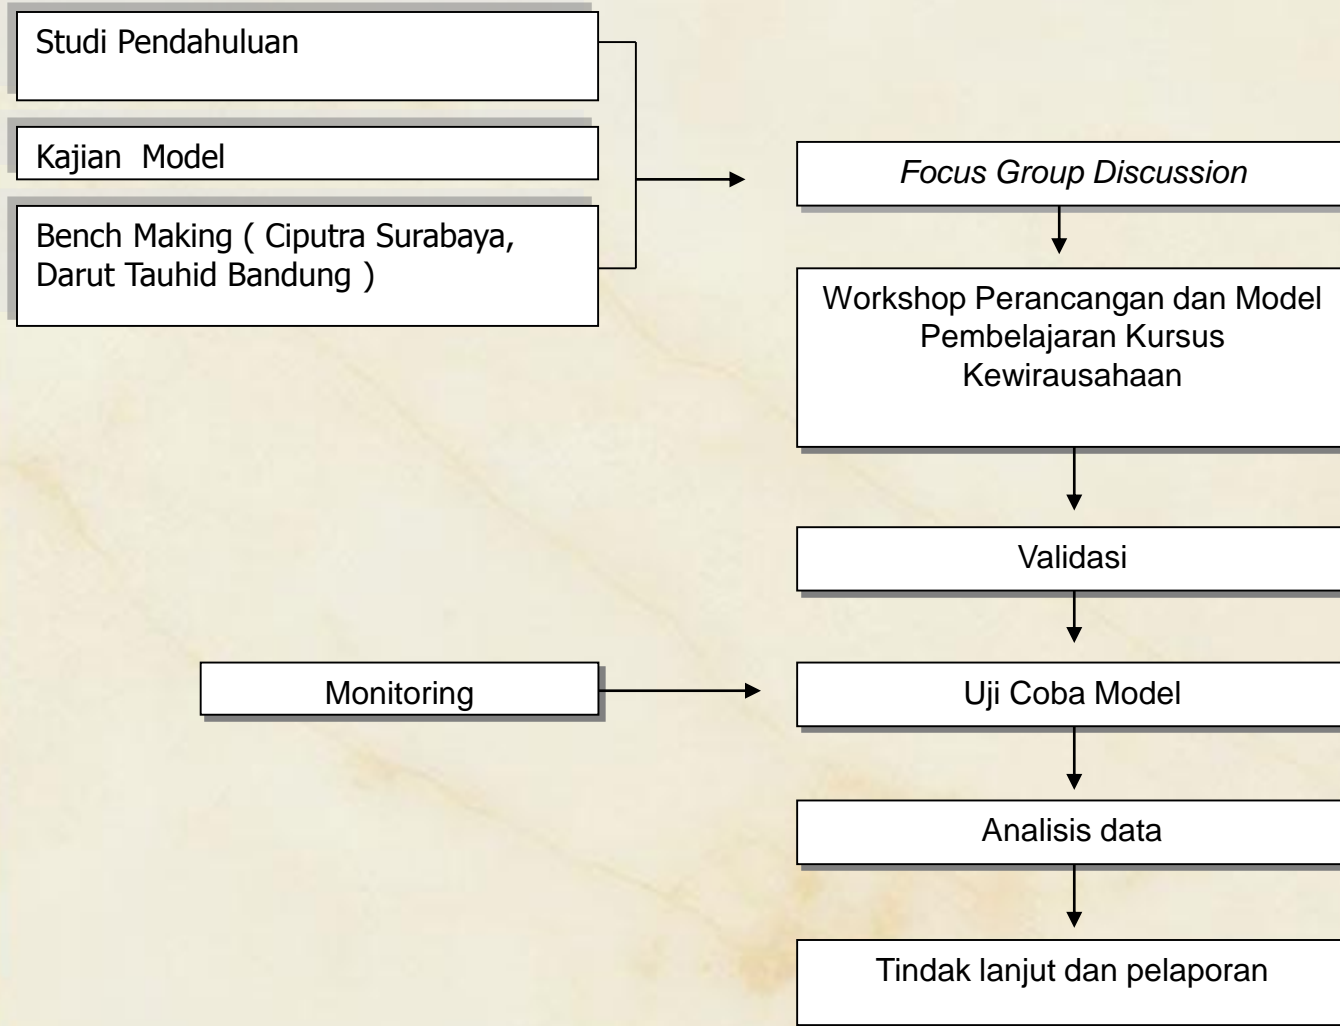 Studi Pendahuluan
Kajian Model
Bench Making ( Ciputra Surabaya,
Darut Tauhid Bandung )
Focus Group Discussion
Workshop Perancangan dan Model
Pembelajaran Kursus
Kewirausahaan
Validasi
Monitoring
Uji Coba Model
Analisis data
Tindak lanjut dan pelaporan